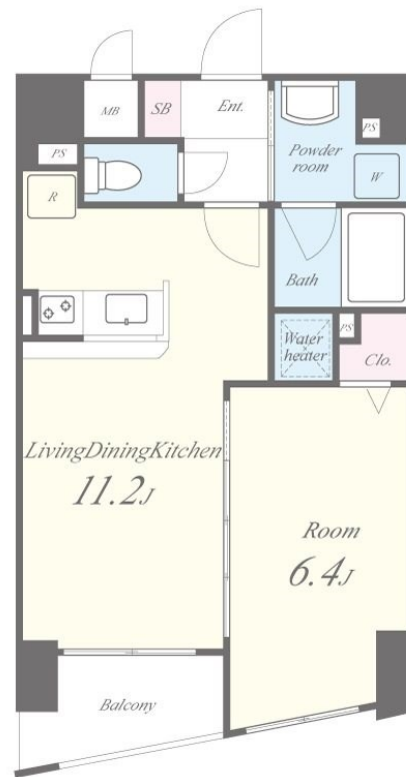 MB
SB
Ent.
PS
Powder
room
PS
R
W
Bath
Water
heater
PS
Clo.
LivingDiningKitchen
11.2J
Room
6.4J
Balcony